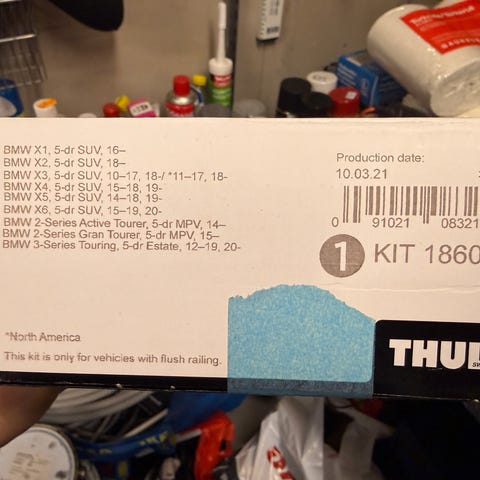 BMW X1, 5-dr SUV, 16–
BMW X2, 5-dr SUV, 18–
BMW X3, 5-dr SUV, 10–17, 18-/ *11–17, 18-
BMW X4, 5-dr SUV, 15–18, 19-
BMW X5, 5-dr SUV, 14–18, 19-
BMW X6, 5-dr SUV, 15–19, 20-
BMW 2-Series Active Tourer, 5-dr MPV, 14–
BMW 2-Series Gran Tourer, 5-dr MPV, 15–
BMW 3-Series Touring, 5-dr Estate, 12–19, 20-
*North America
This kit is only for vehicles with flush railing.
Production date:
10.03.21
0 91021 08321
1 KIT 1860
THUL